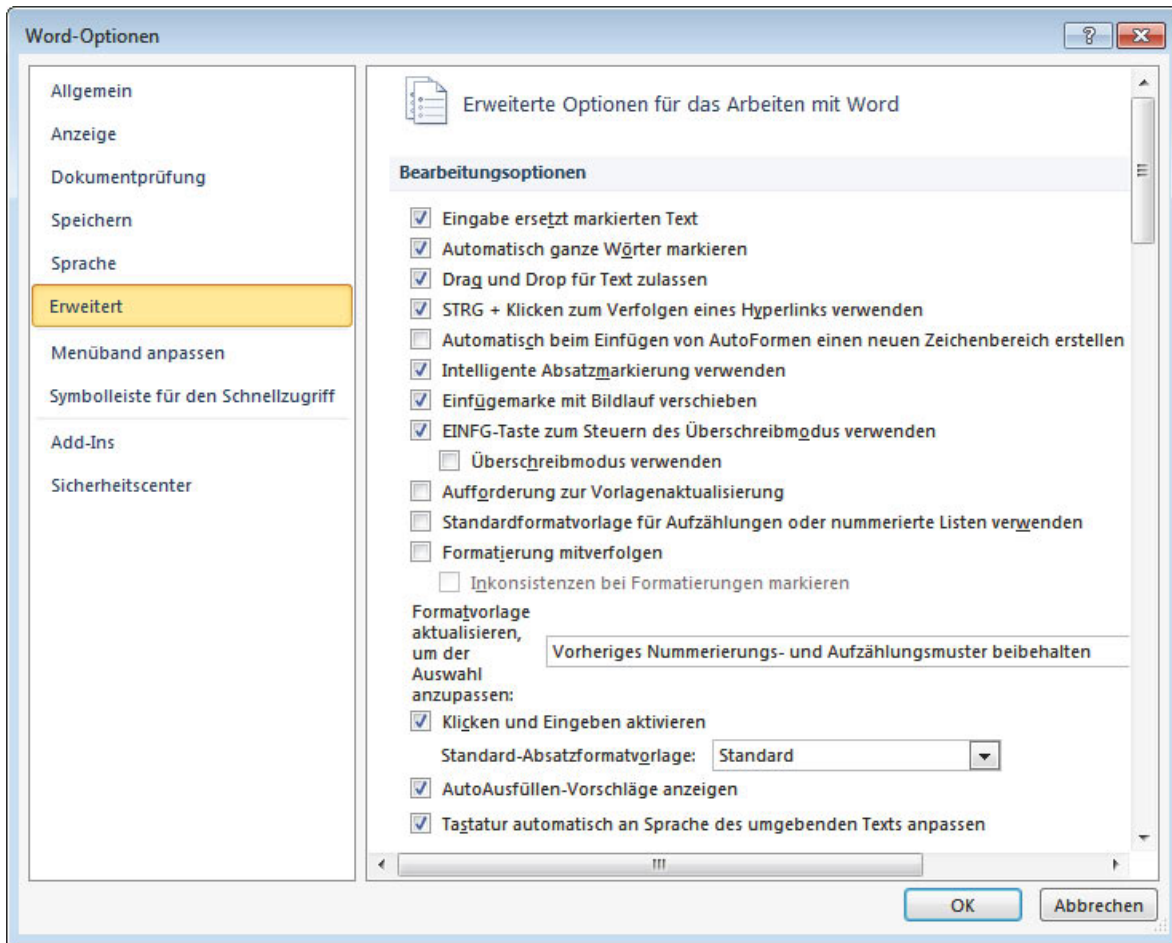 Word-Optionen
Allgemein
Anzeige
Dokumentprüfung
Speichern
Sprache
Erweitert
Menüband anpassen
Symbolleiste für den Schnellzugriff
Add-Ins
Sicherheitscenter
Erweiterte Optionen für das Arbeiten mit Word
Bearbeitungsoptionen
Eingabe ersetzt markierten Text
Automatisch ganze Wörter markieren
Drag und Drop für Text zulassen
STRG + Klicken zum Verfolgen eines Hyperlinks verwenden
Automatisch beim Einfügen von AutoFormen einen neuen Zeichenbereich erstellen
Intelligente Absatzmarkierung verwenden
Einfügemarke mit Bildlauf verschieben
EINFG-Taste zum Steuern des Überschreibmodus verwenden
Überschreibmodus verwenden
Aufforderung zur Vorlagenaktualisierung
Standardformatvorlage für Aufzählungen oder nummerierte Listen verwenden
Formatierung mitverfolgen
Inkonsistenzen bei Formatierungen markieren
Formatvorlage
aktualisieren,
um der
Auswahl
anzupassen:
Vorheriges Nummerierungs- und Aufzählungsmuster beibehalten
Klicken und Eingeben aktivieren
Standard-Absatzformatvorlage: Standard
AutoAusfüllen-Vorschläge anzeigen
Tastatur automatisch an Sprache des umgebenden Texts anpassen
OK
Abbrechen